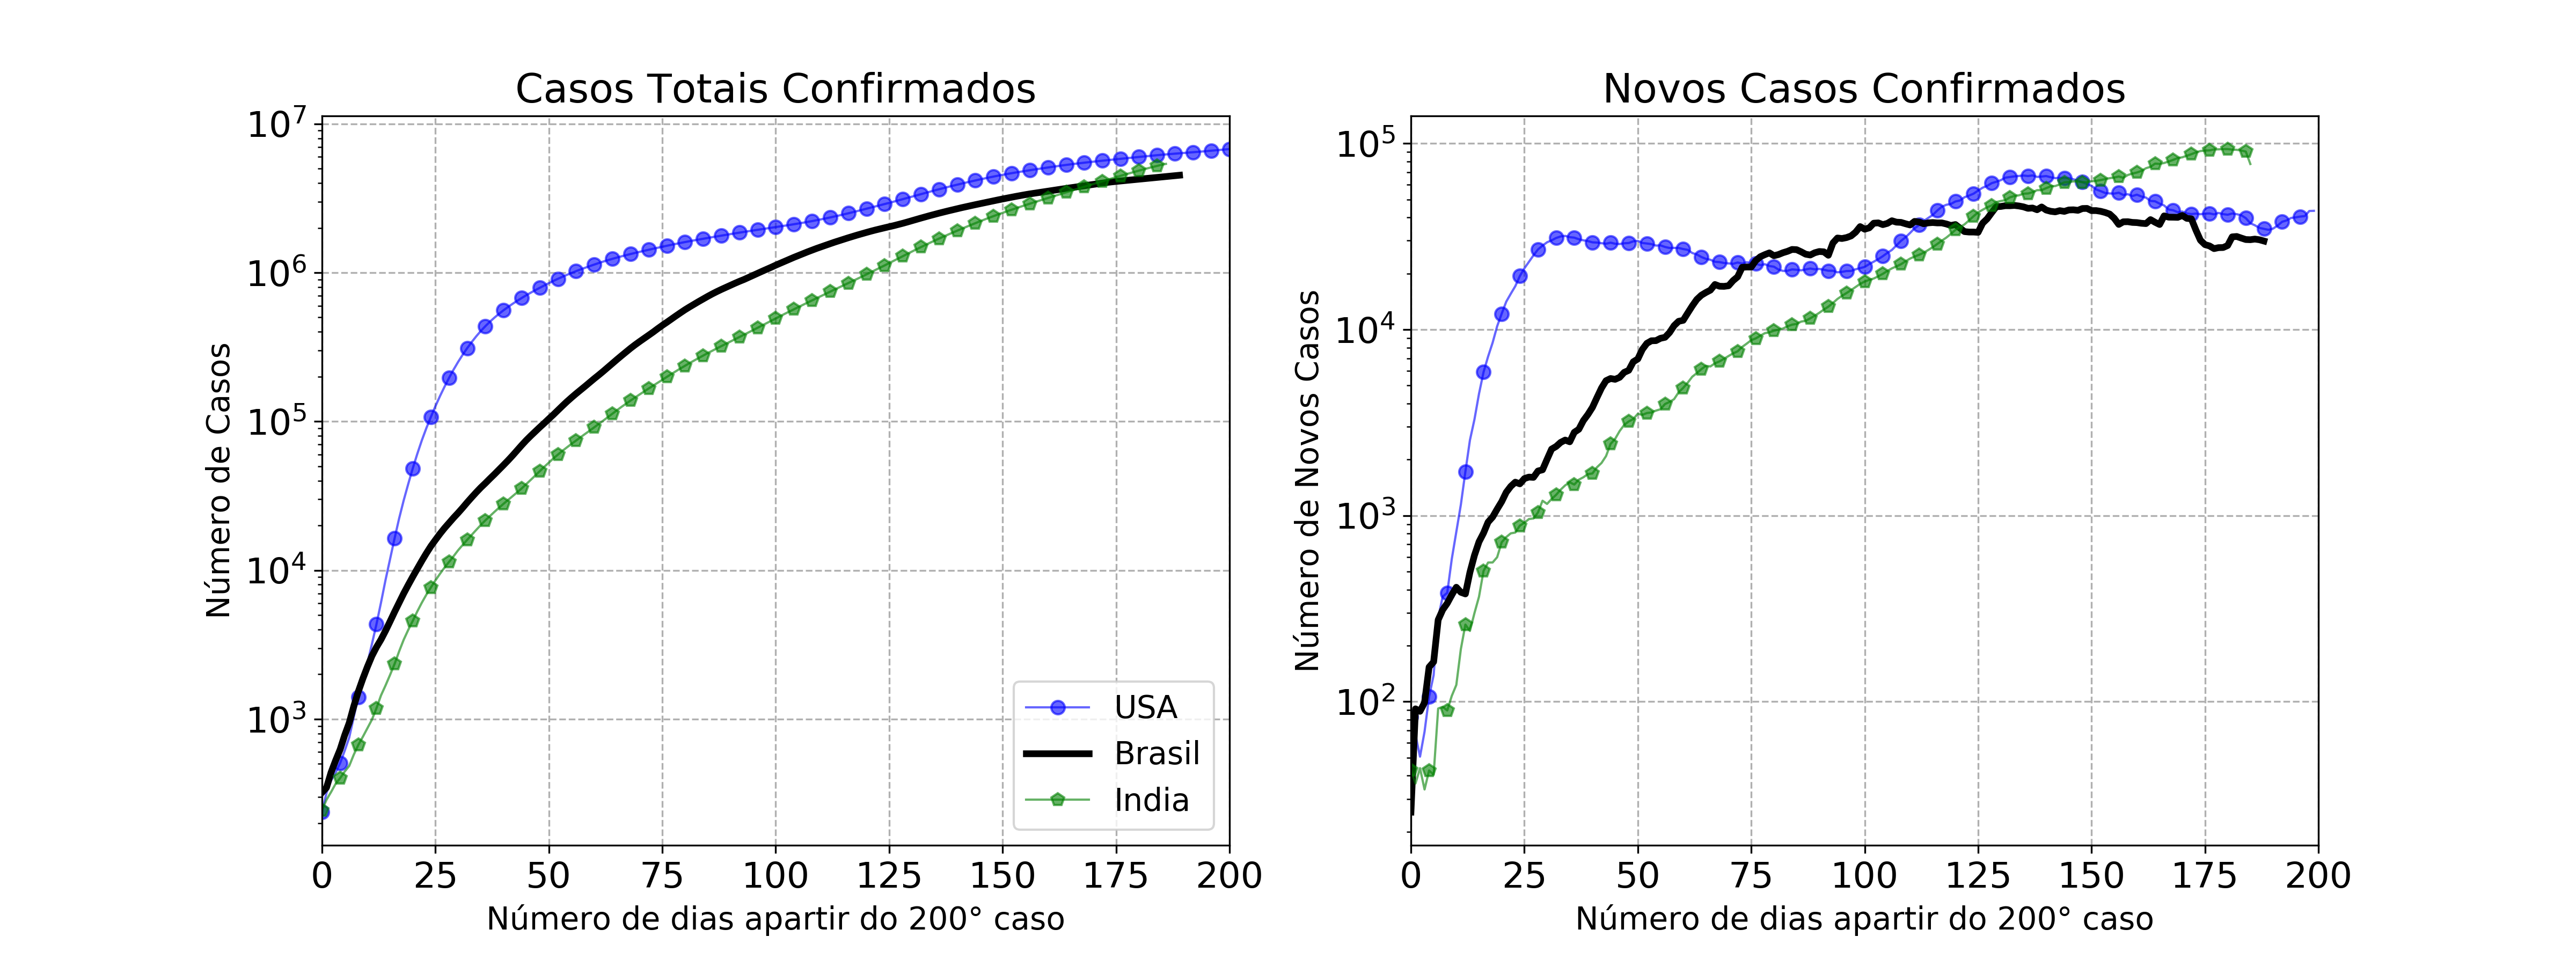 Casos Totais Confirmados
Número de Casos
10^7
10^6
10^5
10^4
10^3
0 25 50 75 100 125 150 175 200
Número de dias apartir do 200° caso
USA
Brasil
India
Novos Casos Confirmados
Número de Novos Casos
10^5
10^4
10^3
10^2
0 25 50 75 100 125 150 175 200
Número de dias apartir do 200° caso